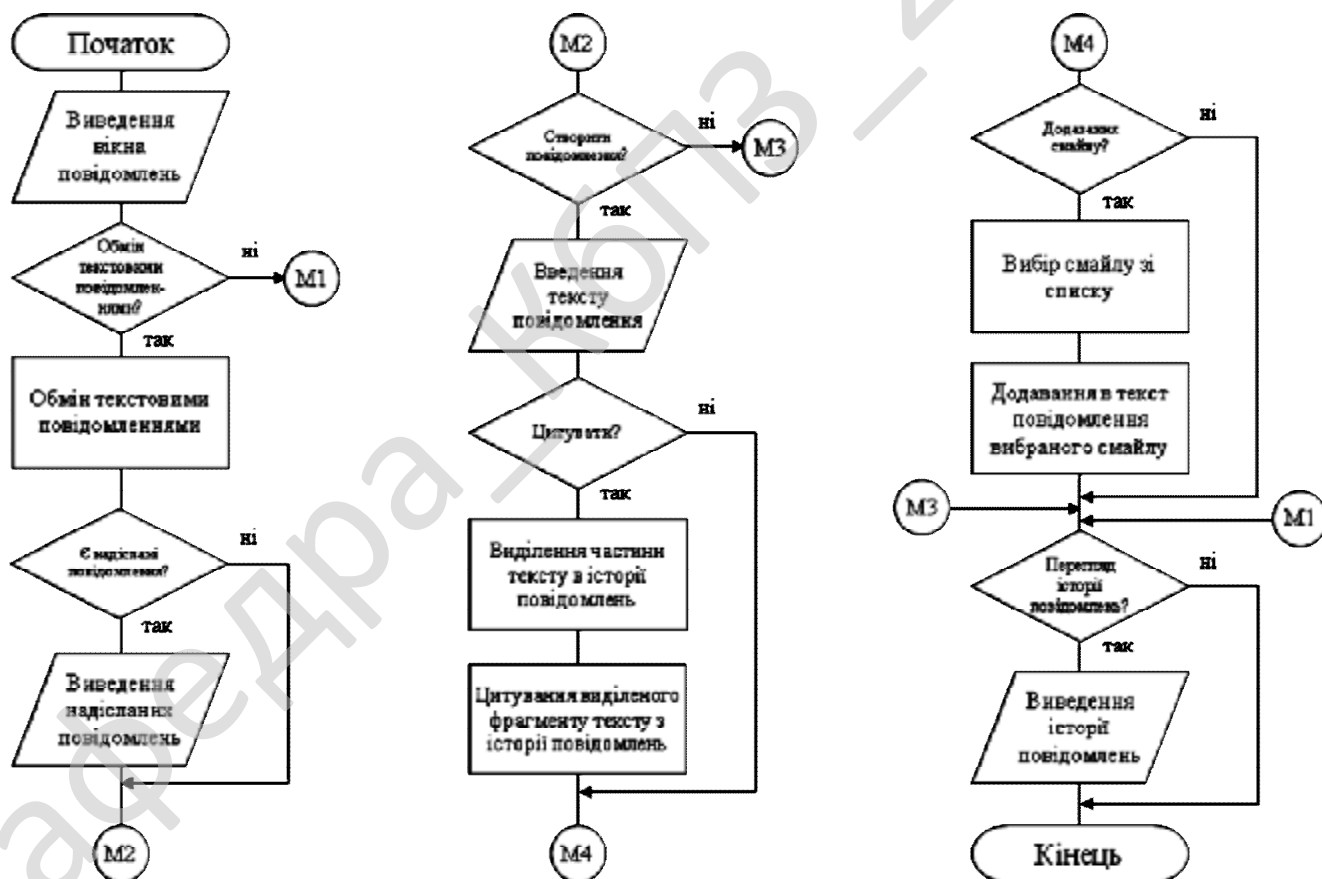 Початок
Виведення
вікна
повідомлень
Обмін
текстовими
повідомлен-
нями?
ні
M1
так
Обмін текстовими
повідомленнями
Є надіслані
повідомлення?
ні
так
Виведення
надісланих
повідомлень
M2
M2
Створити
повідомлення?
ні
M3
так
Введення
тексту
повідомлення
Цитувати?
ні
так
Виділення частини
тексту в історії
повідомлень
Цитування виділеного
фрагменту тексту з
історії повідомлень
M4
M4
Додавання
смайлу?
ні
так
Вибір смайлу зі
списку
Додавання в текст
повідомлення
вибраного смайлу
M3
M1
Перегляд
історії
повідомлень?
ні
так
Виведення
історії
повідомлень
Кінець
афедра_КбПЗ_2